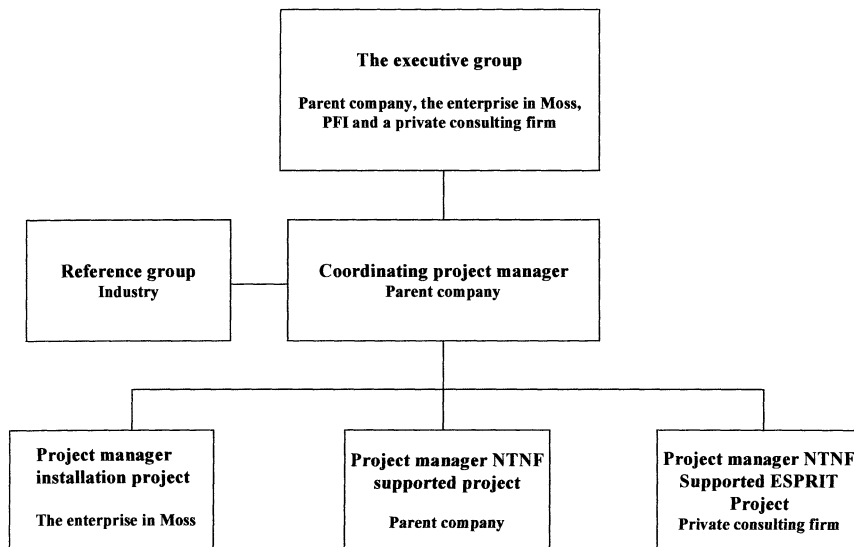 The executive group
Parent company, the enterprise in Moss,
PFI and a private consulting firm
Reference group
Industry
Coordinating project manager
Parent company
Project manager
installation project
The enterprise in Moss
Project manager NTNF
supported project
Parent company
Project manager NTNF
Supported ESPRIT
Project
Private consulting firm